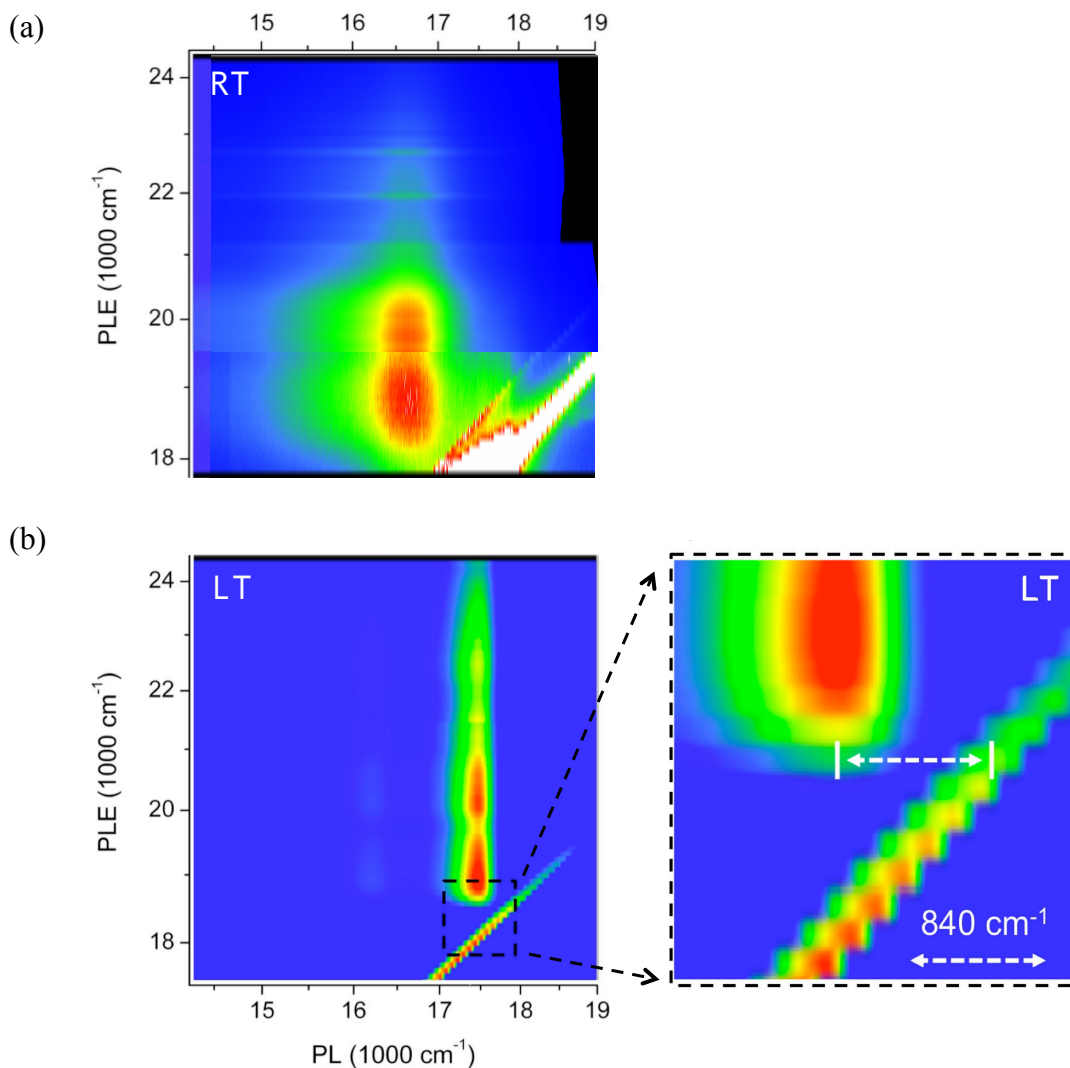 (a)
15 16 17 18 19
24
22
20
18
PLE (1000 cm⁻¹)
RT
(b)
24
22
20
18
PLE (1000 cm⁻¹)
LT
15 16 17 18 19
PL (1000 cm⁻¹)
LT
840 cm⁻¹